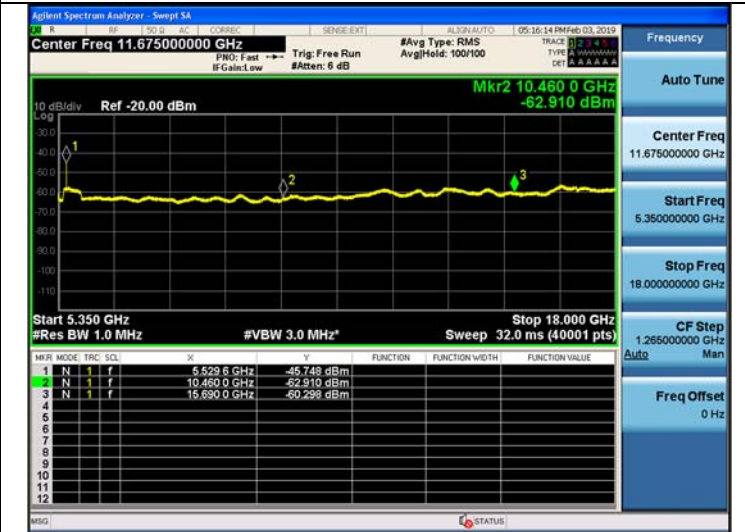 Agilent Spectrum Analyzer - Swept SA
R RF 50 Ω AC CORREC SENSE:EXT ALIGNAUTO 05:16:14 PM Feb 03, 2019
Center Freq 11.675000000 GHz
PNO: Fast
IFGain:Low
Trig: Free Run
#Atten: 6 dB
#Avg Type: RMS
Avg|Hold: 100/100
TRACE 1 2 3 4 5 6
TYPE A
DET A A A A A A
Mkr2 10.460 0 GHz
-62.910 dBm
10 dB/div Ref -20.00 dBm
Log
-30.0
-40.0
-50.0
-60.0
-70.0
-80.0
-90.0
-100
-110
1
2
3
Start 5.350 GHz Stop 18.000 GHz
#Res BW 1.0 MHz #VBW 3.0 MHz* Sweep 32.0 ms (40001 pts)
MKR MODE TRC SCL X Y FUNCTION FUNCTION WIDTH FUNCTION VALUE
1 N 1 f 5.529 6 GHz -45.748 dBm
2 N 1 f 10.460 0 GHz -62.910 dBm
3 N 1 f 15.690 0 GHz -60.298 dBm
4
5
6
7
8
9
10
11
12
MSG STATUS
Frequency
Auto Tune
Center Freq
11.675000000 GHz
Start Freq
5.350000000 GHz
Stop Freq
18.000000000 GHz
CF Step
1.265000000 GHz
Auto Man
Freq Offset
0 Hz